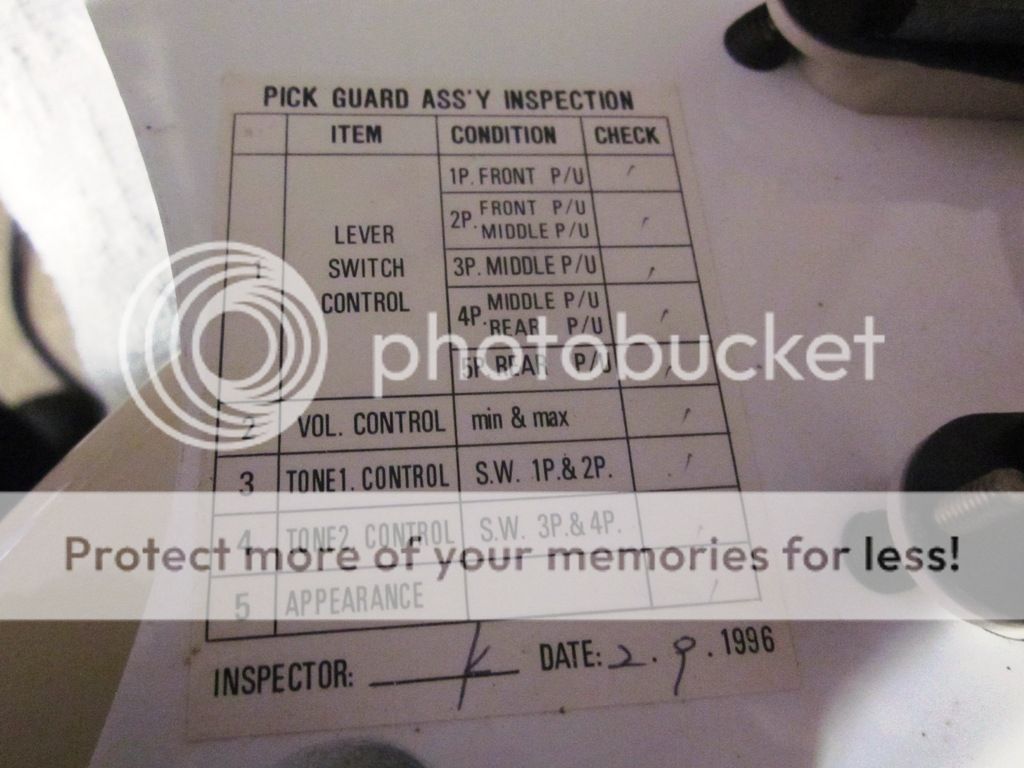 PICK GUARD ASS'Y INSPECTION
ITEM CONDITION CHECK
1 LEVER SWITCH CONTROL
1P. FRONT P/U
2P. FRONT P/U
MIDDLE P/U
3P. MIDDLE P/U
4P. MIDDLE P/U
REAR P/U
5P. REAR P/U
photobucket
2 VOL. CONTROL min & max
3 TONE1. CONTROL S.W. 1P.& 2P.
4 TONE2. CONTROL S.W. 3P.& 4P.
Protect more of your memories for less!
5 APPEARANCE
INSPECTOR: K DATE: 2. 9. 1996